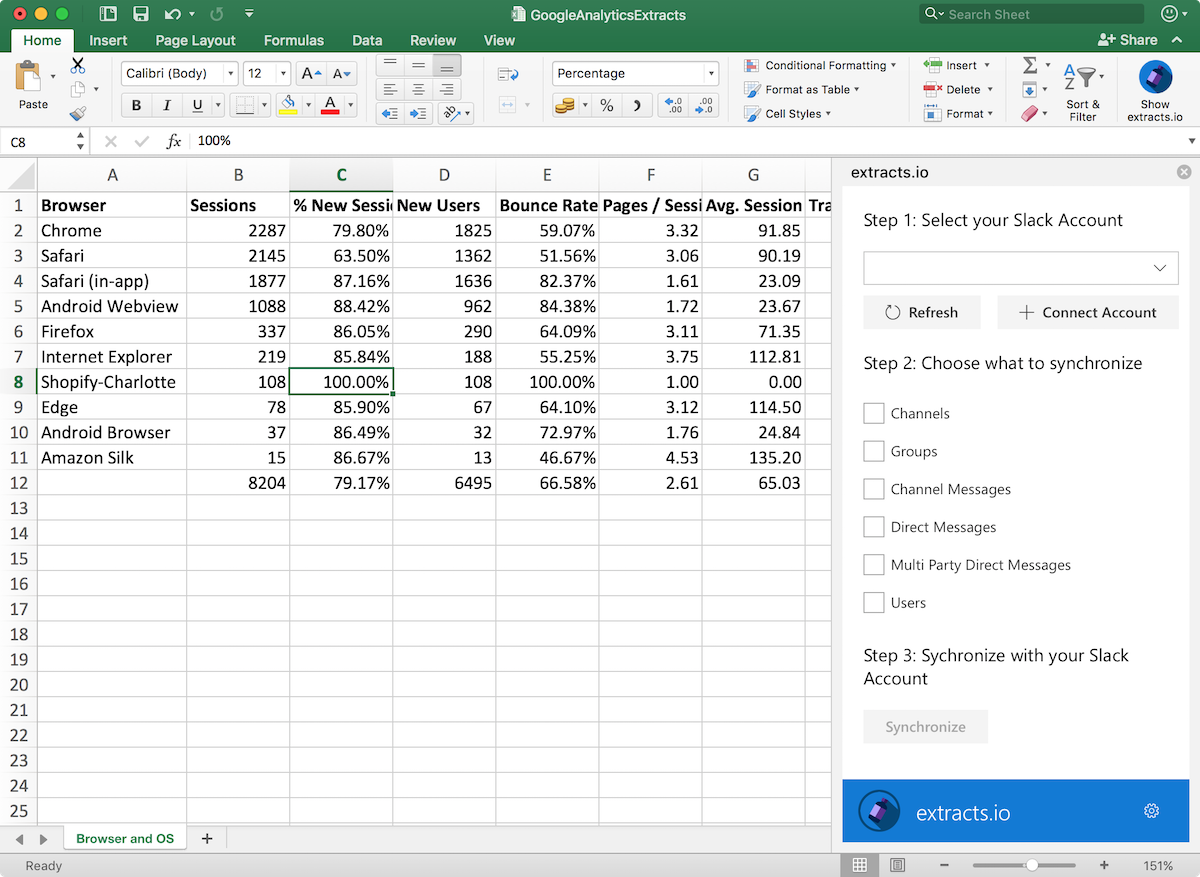 GoogleAnalyticsExtracts
Search Sheet
Home Insert Page Layout Formulas Data Review View
Share
Paste
Calibri (Body) 12 A A
B I U A
Percentage
% .00 .00
Conditional Formatting
Format as Table
Cell Styles
Insert
Delete
Format
Sort &
Filter
Show
extracts.io
C8 fx 100%
A B C D E F G
1 Browser Sessions % New Sessi New Users Bounce Rate Pages / Sessi Avg. Session Tra
2 Chrome 2287 79.80% 1825 59.07% 3.32 91.85
3 Safari 2145 63.50% 1362 51.56% 3.06 90.19
4 Safari (in-app) 1877 87.16% 1636 82.37% 1.61 23.09
5 Android Webview 1088 88.42% 962 84.38% 1.72 23.67
6 Firefox 337 86.05% 290 64.09% 3.11 71.35
7 Internet Explorer 219 85.84% 188 55.25% 3.75 112.81
8 Shopify-Charlotte 108 100.00% 108 100.00% 1.00 0.00
9 Edge 78 85.90% 67 64.10% 3.12 114.50
10 Android Browser 37 86.49% 32 72.97% 1.76 24.84
11 Amazon Silk 15 86.67% 13 46.67% 4.53 135.20
12 8204 79.17% 6495 66.58% 2.61 65.03
13
14
15
16
17
18
19
20
21
22
23
24
25
extracts.io
Step 1: Select your Slack Account
Refresh
Connect Account
Step 2: Choose what to synchronize
Channels
Groups
Channel Messages
Direct Messages
Multi Party Direct Messages
Users
Step 3: Sychronize with your Slack
Account
Synchronize
extracts.io
Browser and OS
Ready
151%